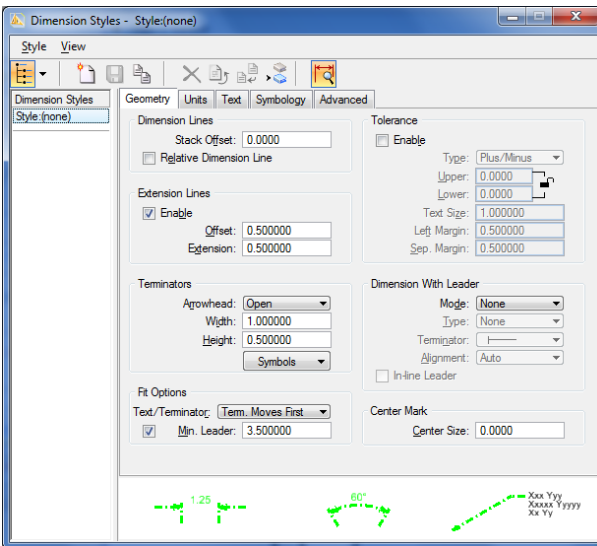 Dimension Styles - Style:(none)
Style View
Dimension Styles
Style:(none)
Geometry Units Text Symbology Advanced
Dimension Lines
Stack Offset: 0.0000
Relative Dimension Line
Extension Lines
Enable
Offset: 0.500000
Extension: 0.500000
Terminators
Arrowhead: Open
Width: 1.000000
Height: 0.500000
Symbols
Fit Options
Text/Terminator: Term. Moves First
Min. Leader: 3.500000
Tolerance
Enable
Type: Plus/Minus
Upper: 0.0000
Lower: 0.0000
Text Size: 1.000000
Left Margin: 0.500000
Sep. Margin: 0.500000
Dimension With Leader
Mode: None
Type: None
Terminator:
Alignment: Auto
In-line Leader
Center Mark
Center Size: 0.0000
1.25
60°
Xxx Yyy
Xxxxx Yyyyy
Xx Yy